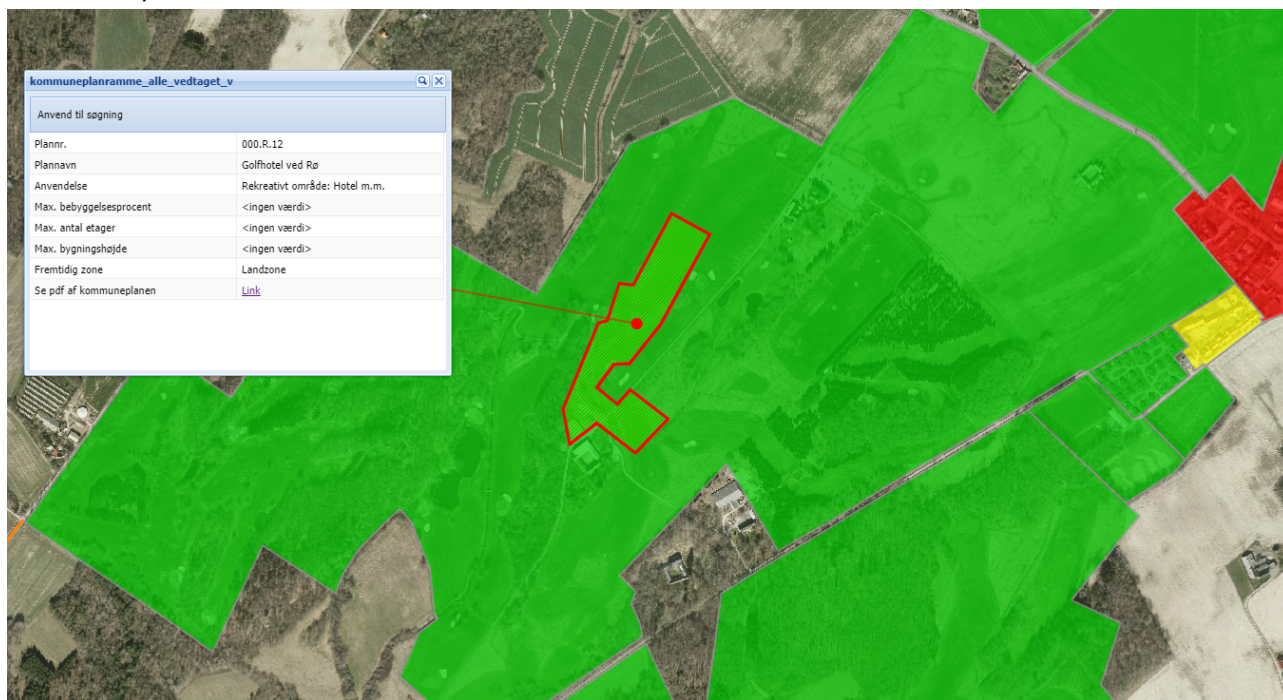 kommuneplanramme_alle_vedtaget_v
Anvend til søgning
Plannr. 000.R.12
Plannavn Golfhotel ved Rø
Anvendelse Rekreativt område: Hotel m.m.
Max. bebyggelsesprocent <ingen værdi>
Max. antal etager <ingen værdi>
Max. bygningshøjde <ingen værdi>
Fremtidig zone Landzone
Se pdf af kommuneplanen Link